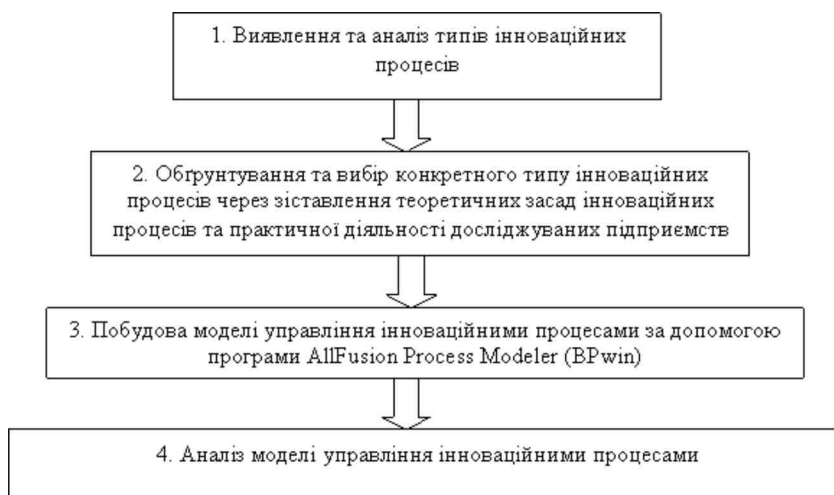 1. Виявлення та аналіз типів інноваційних
процесів
2. Обґрунтування та вибір конкретного типу інноваційних
процесів через зіставлення теоретичних засад інноваційних
процесів та практичної діяльності досліджуваних підприємств
3. Побудова моделі управління інноваційними процесами за допомогою
програми AllFusion Process Modeler (BPwin)
4. Аналіз моделі управління інноваційними процесами